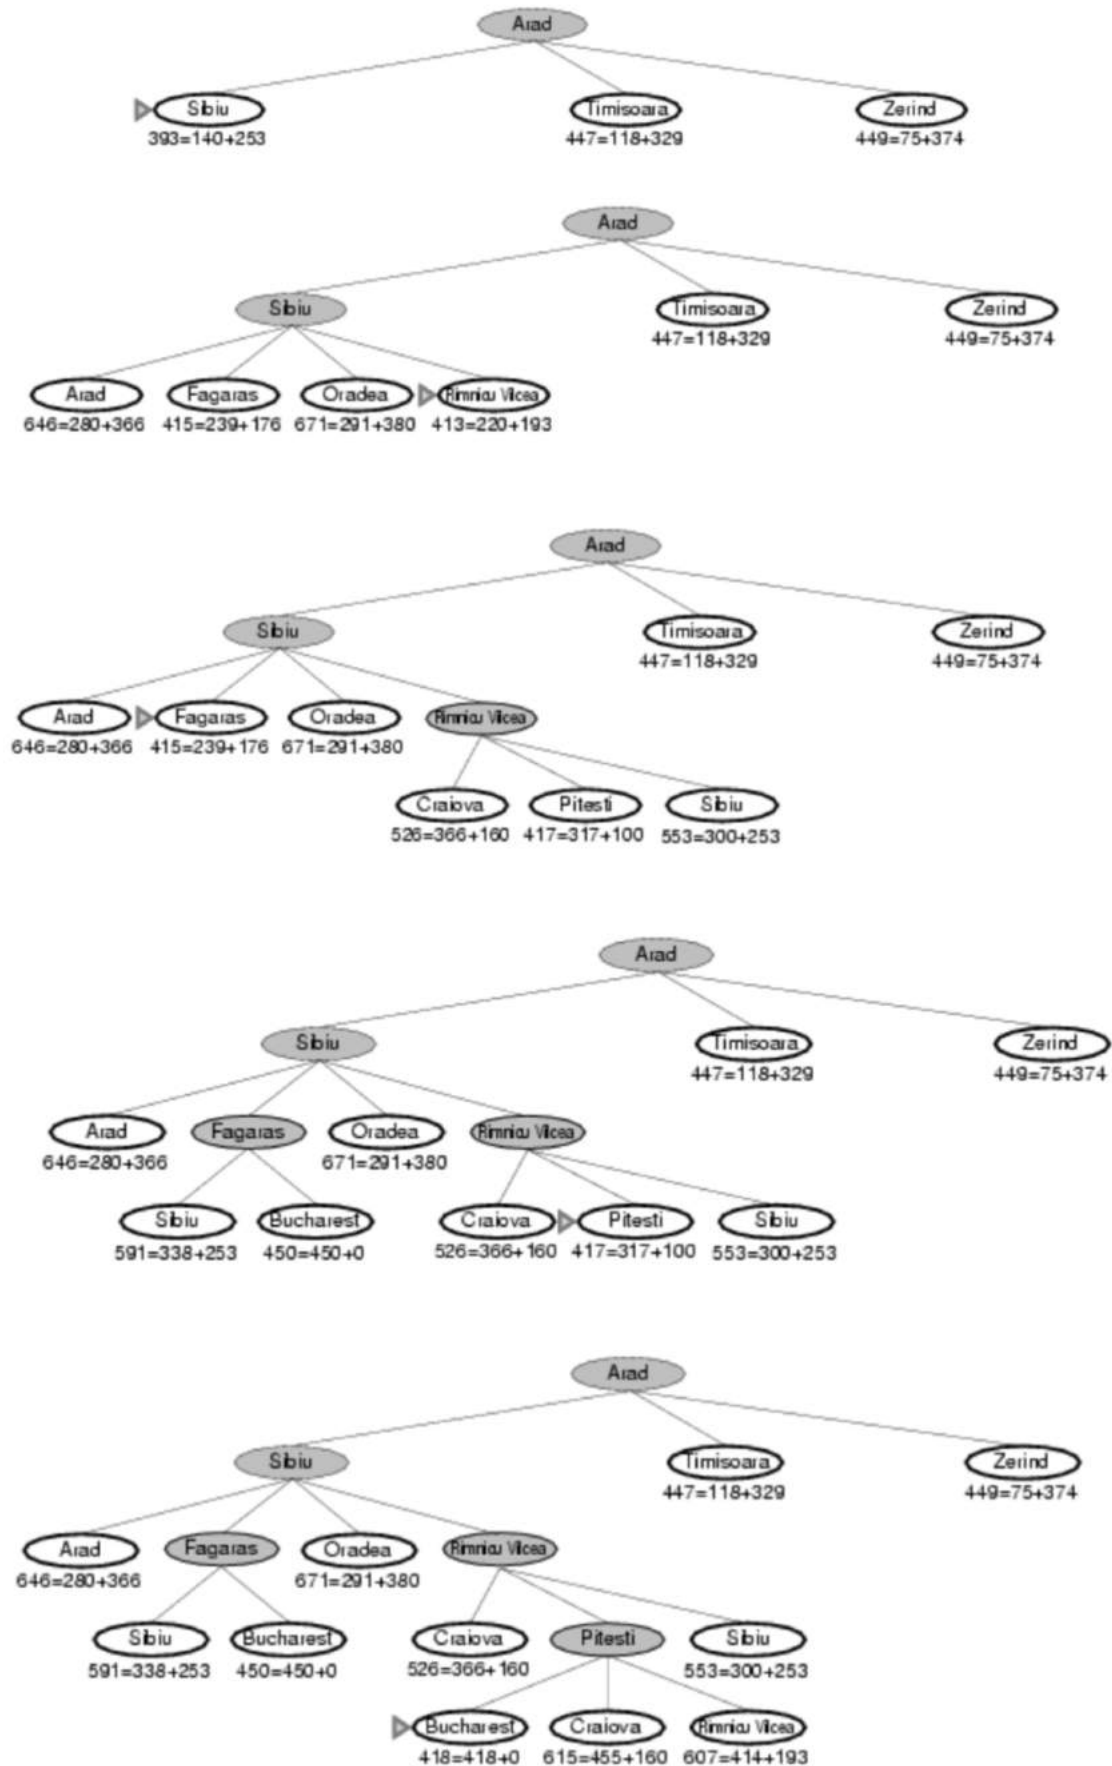 Arad
Sibiu Timisoara Zerind
393=140+253 447=118+329 449=75+374
Arad
Sibiu Timisoara Zerind
447=118+329 449=75+374
Arad Fagaras Oradea Rimnicu Vilcea
646=280+366 415=239+176 671=291+380 413=220+193
Arad
Sibiu Timisoara Zerind
447=118+329 449=75+374
Arad Fagaras Oradea Rimnicu Vilcea
646=280+366 415=239+176 671=291+380
Craiova Pitesti Sibiu
526=366+160 417=317+100 553=300+253
Arad
Sibiu Timisoara Zerind
447=118+329 449=75+374
Arad Fagaras Oradea Rimnicu Vilcea
646=280+366 671=291+380
Sibiu Bucharest Craiova Pitesti Sibiu
591=338+253 450=450+0 526=366+160 417=317+100 553=300+253
Arad
Sibiu Timisoara Zerind
447=118+329 449=75+374
Arad Fagaras Oradea Rimnicu Vilcea
646=280+366 671=291+380
Sibiu Bucharest Craiova Pitesti Sibiu
591=338+253 450=450+0 526=366+160 553=300+253
Bucharest Craiova Rimnicu Vilcea
418=418+0 615=455+160 607=414+193